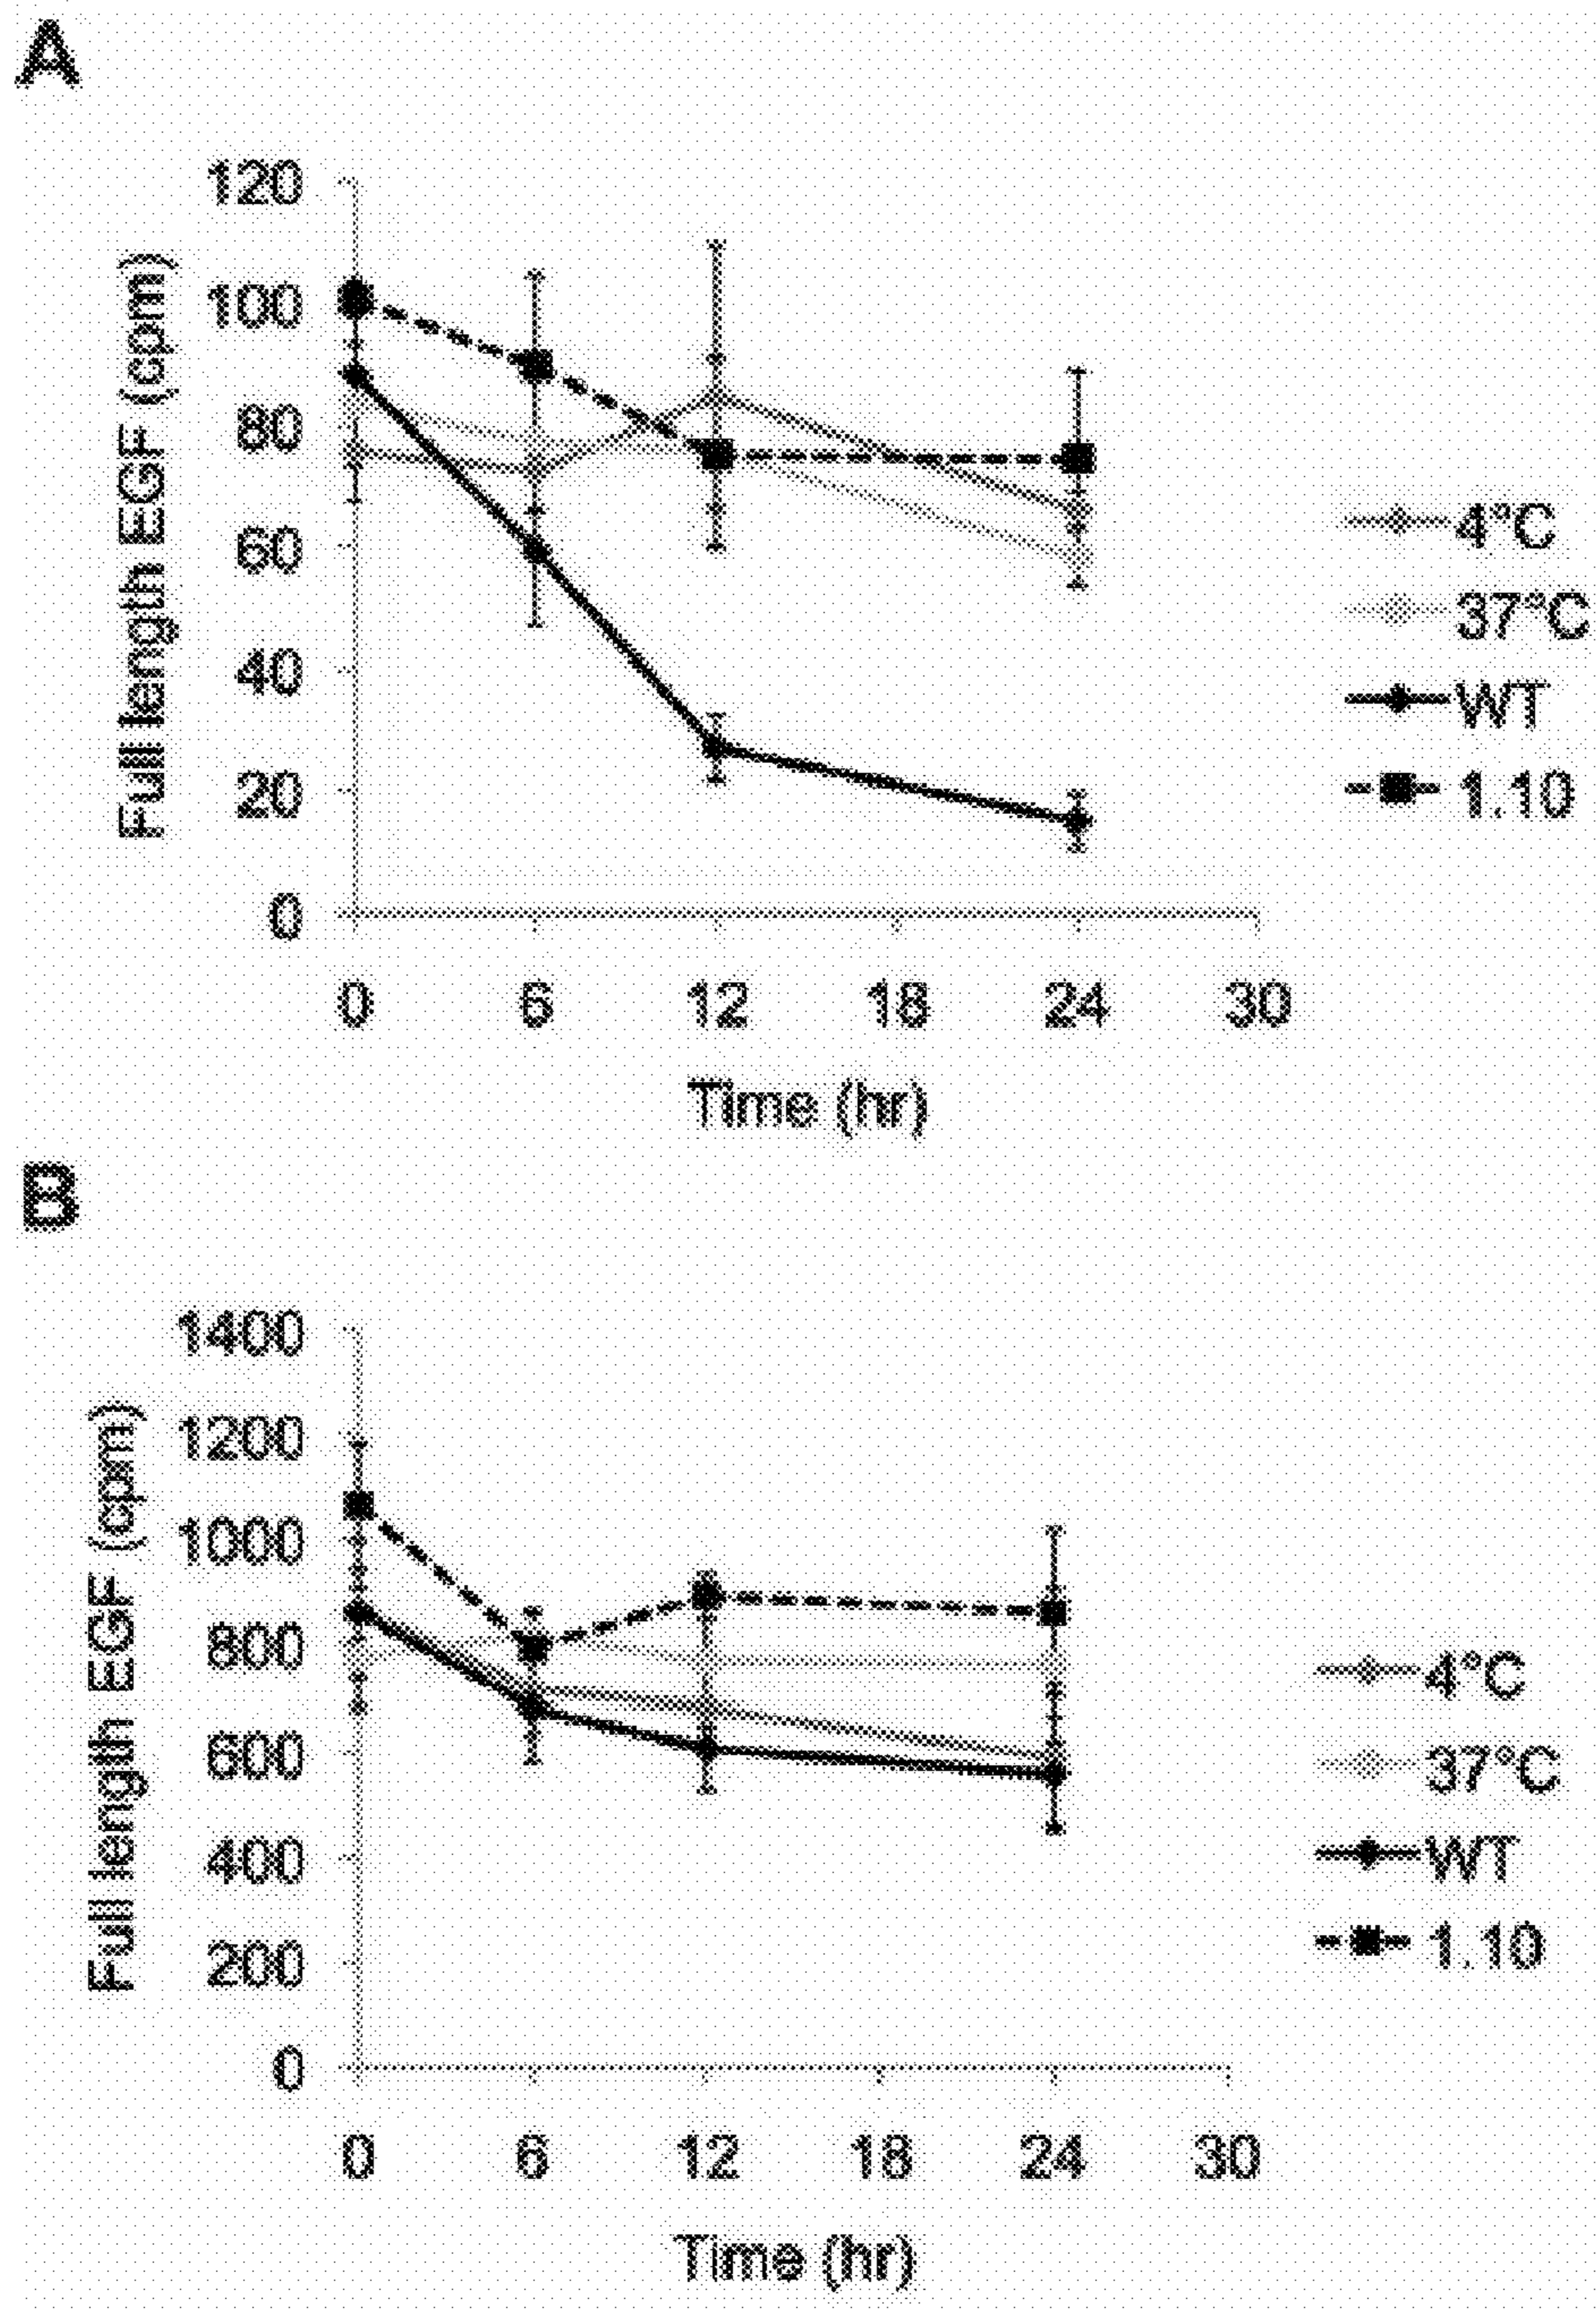 A
Full length EGF (cpm)
120
100
80
60
40
20
0
0 6 12 18 24 30
Time (hr)
4°C
37°C
WT
1.10
B
Full length EGF (cpm)
1400
1200
1000
800
600
400
200
0
0 6 12 18 24 30
Time (hr)
4°C
37°C
WT
1.10